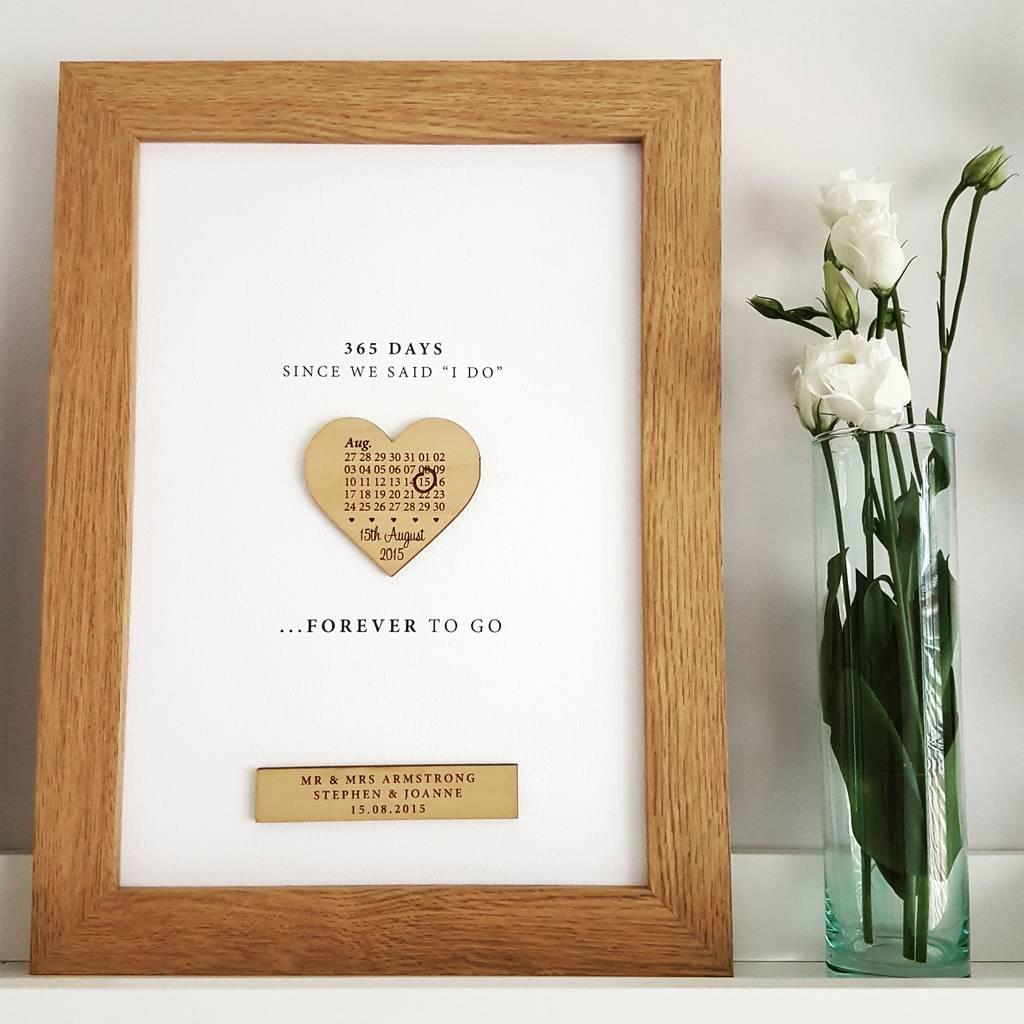 365 DAYS
SINCE WE SAID “I DO”
Aug.
27 28 29 30 31 01 02
03 04 05 06 07 08 09
10 11 12 13 14 15 16
17 18 19 20 21 22 23
24 25 26 27 28 29 30
15th August
2015
...FOREVER TO GO
MR & MRS ARMSTRONG
STEPHEN & JOANNE
15.08.2015